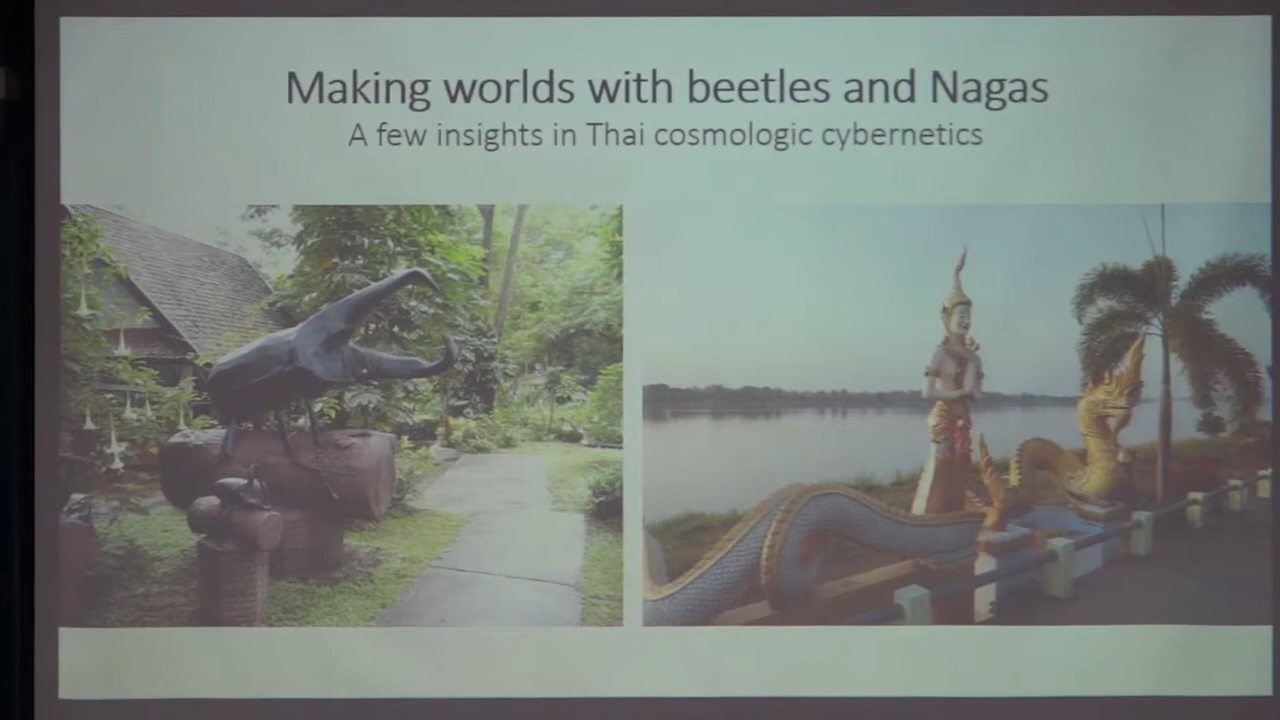 Making worlds with beetles and Nagas
A few insights in Thai cosmologic cybernetics